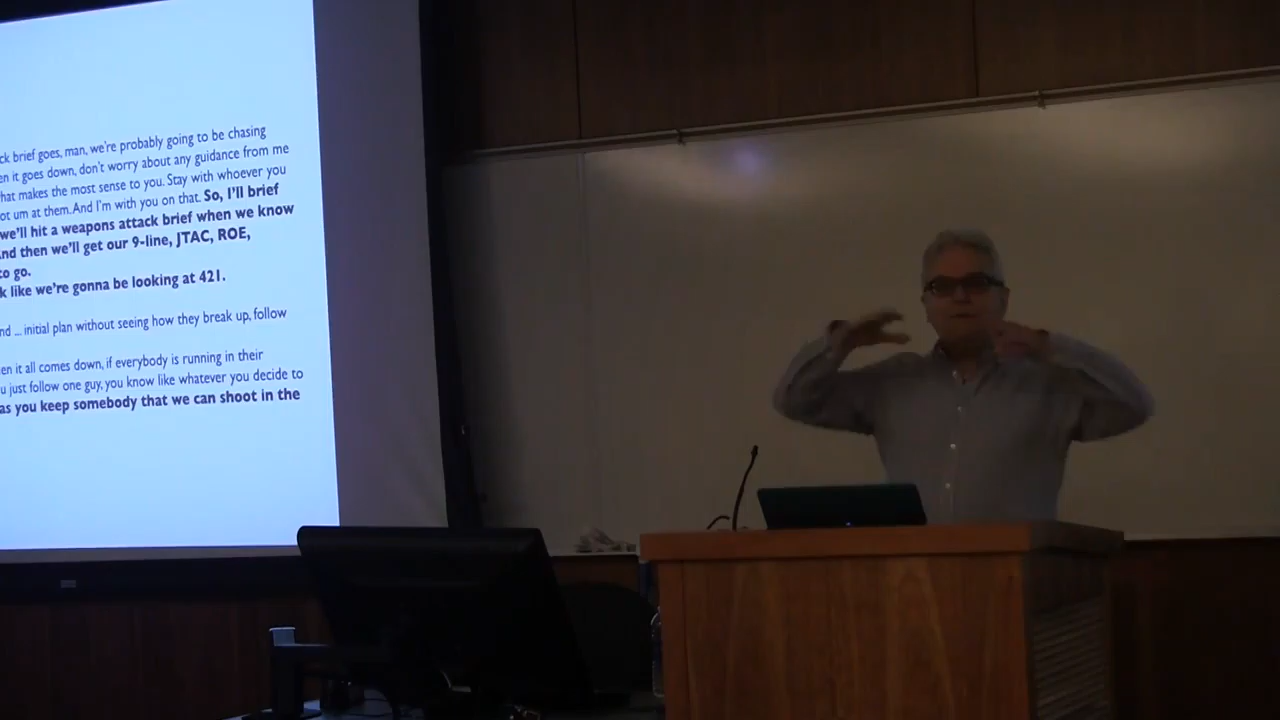 ck brief goes, man, we're probably going to be chasing
en it goes down, don't worry about any guidance from me
hat makes the most sense to you. Stay with whoever you
ot um at them. And I'm with you on that. So, I'll brief
we'll hit a weapons attack brief when we know
nd then we'll get our 9-line, JTAC, ROE,
to go.
k like we're gonna be looking at 421.
nd ... initial plan without seeing how they break up, follow
en it all comes down, if everybody is running in their
u just follow one guy, you know like whatever you decide to
as you keep somebody that we can shoot in the